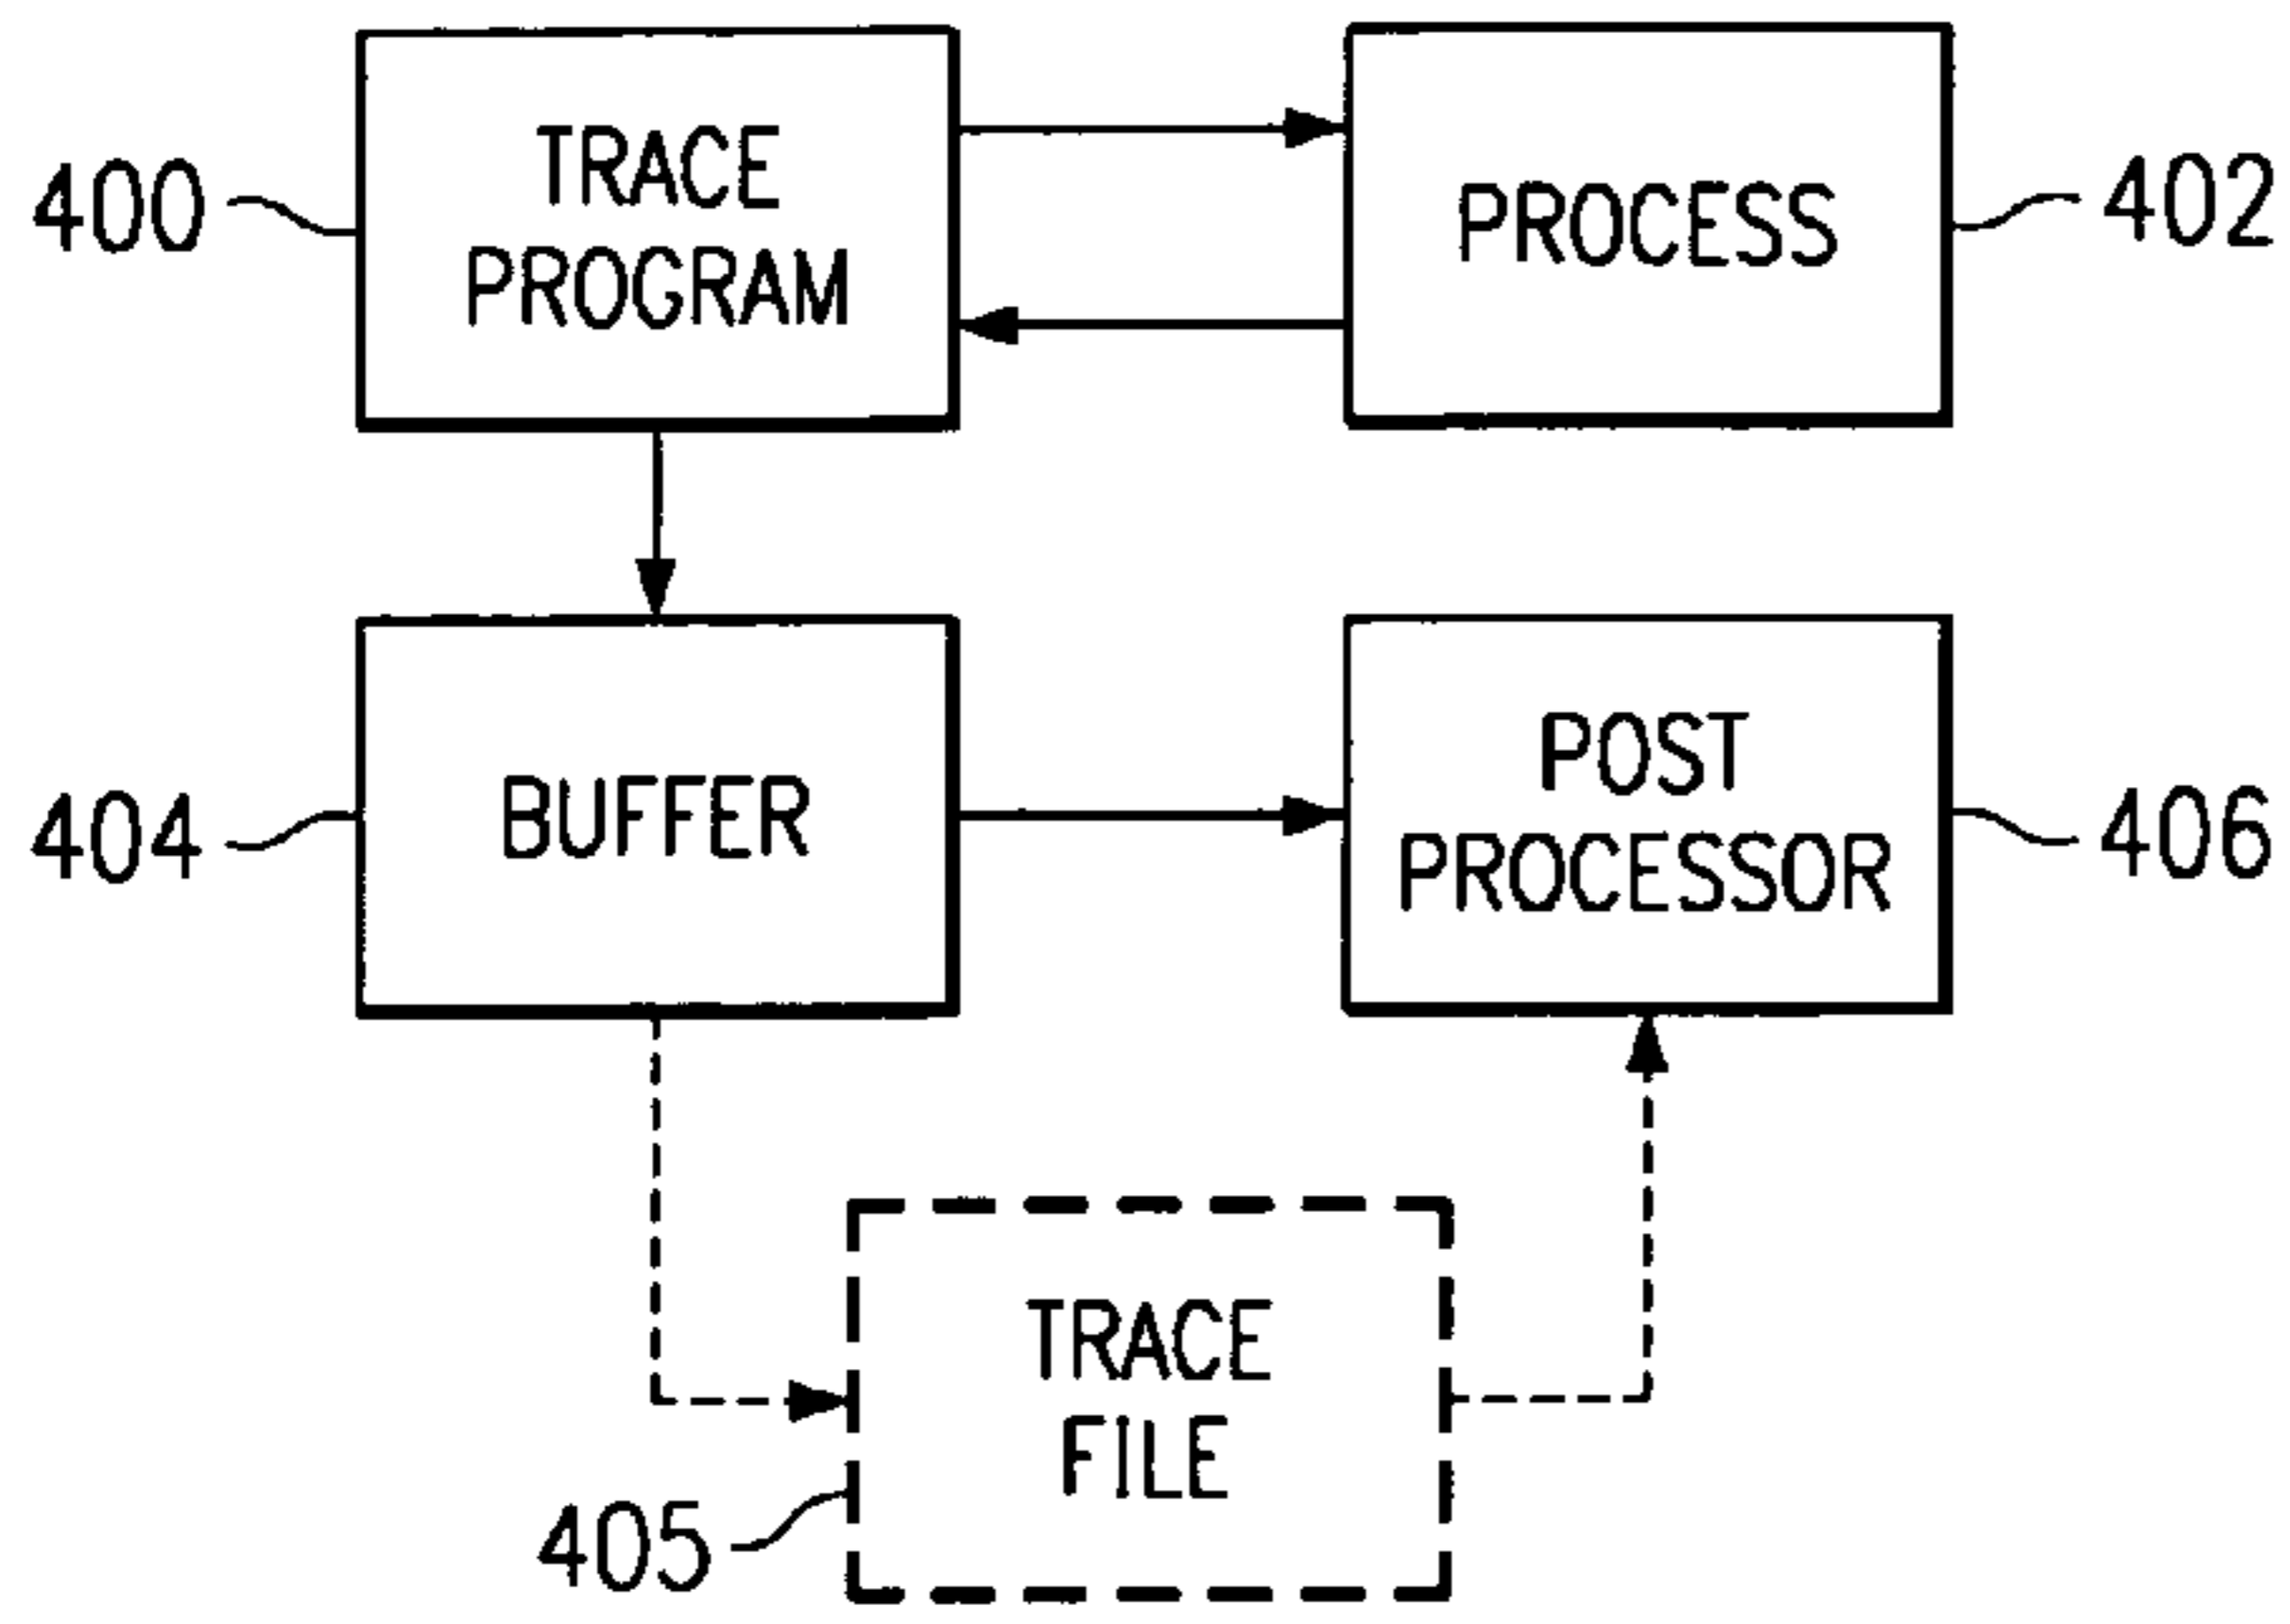 TRACE
PROGRAM
400
PROCESS
402
BUFFER
404
POST
PROCESSOR
406
TRACE
FILE
405